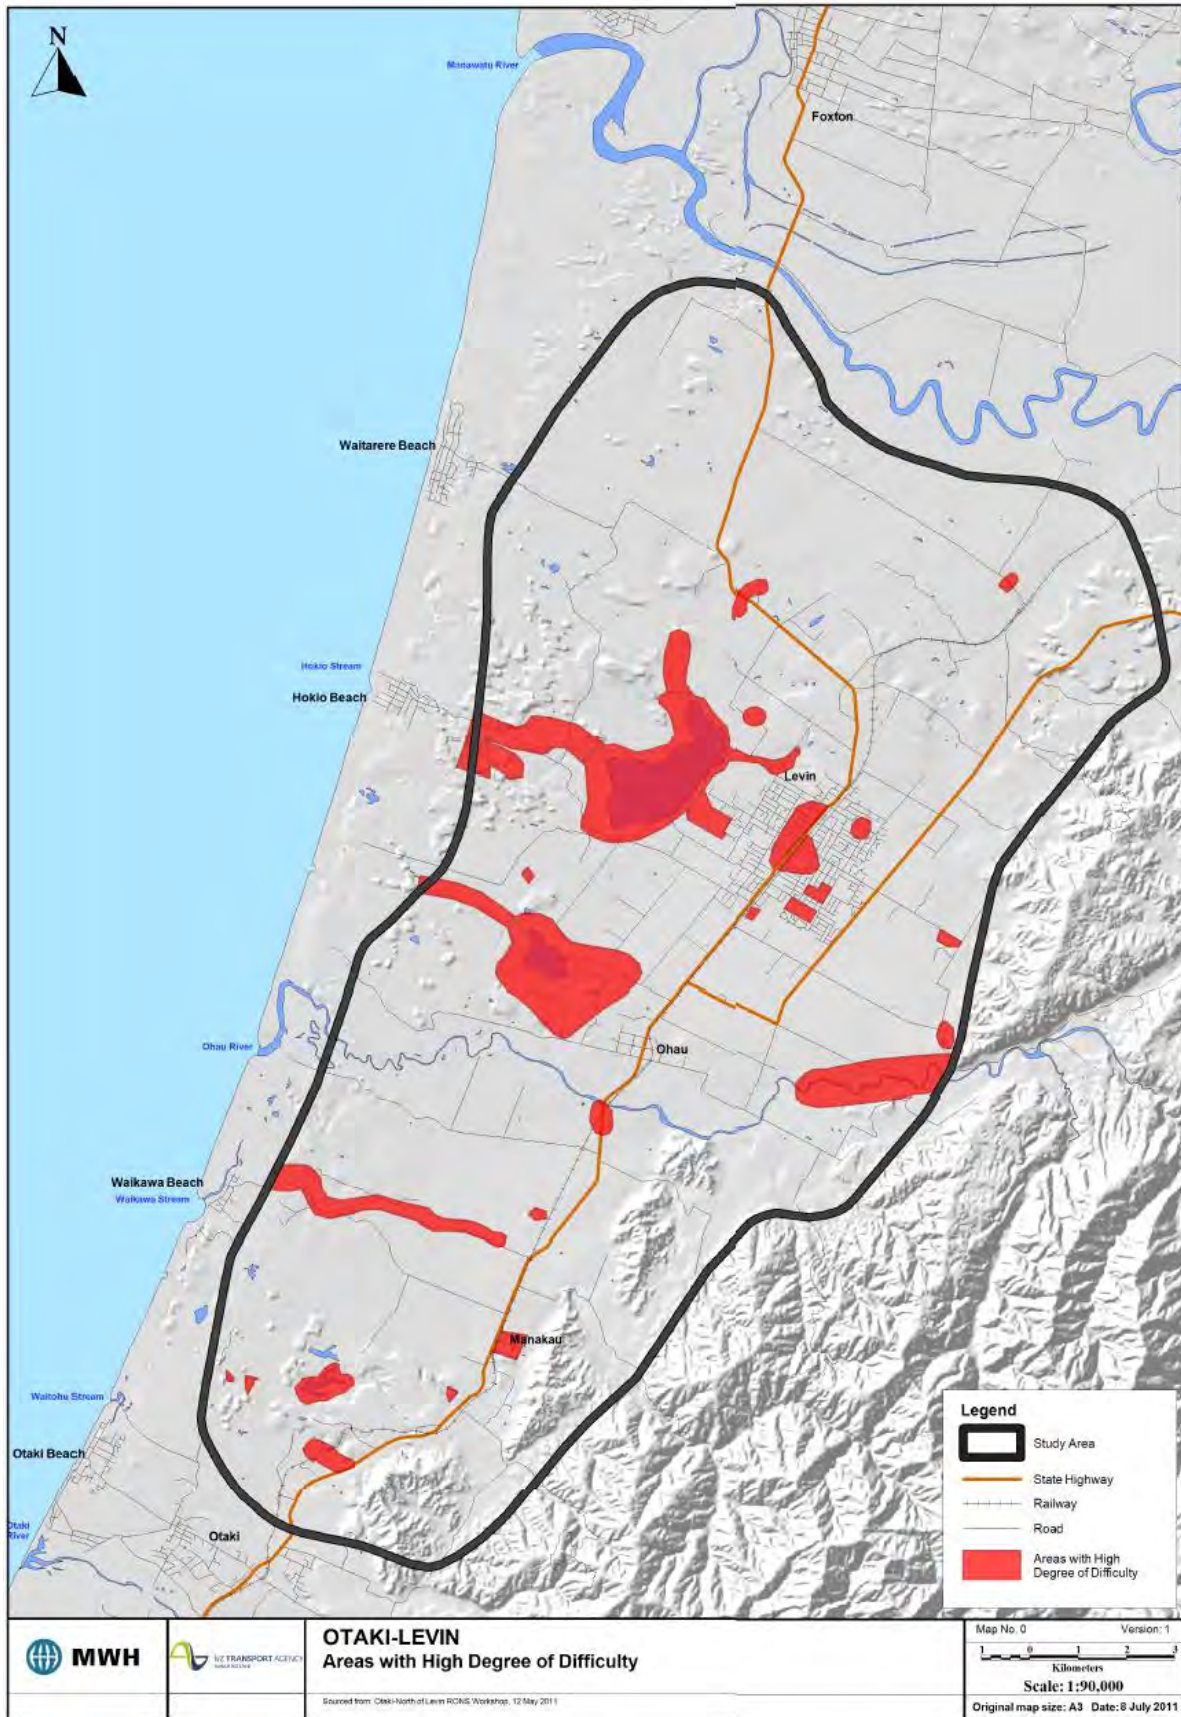 N
Manawatu River
Foxton
Waitarere Beach
Hokio Stream
Hokio Beach
Levin
Ohau River
Ohau
Waikawa Beach
Waikawa Stream
Manakau
Waitohu Stream
Otaki Beach
Otaki
River
Otaki
Legend
Study Area
State Highway
Railway
Road
Areas with High
Degree of Difficulty
MWH
NZ TRANSPORT AGENCY
OTAKI-LEVIN
Areas with High Degree of Difficulty
Sourced from: Otaki-North of Levin RONS Workshop, 12 May 2011
Map No. 0 Version: 1
1 0 1 2 3
Kilometers
Scale: 1:90,000
Original map size: A3 Date: 8 July 2011